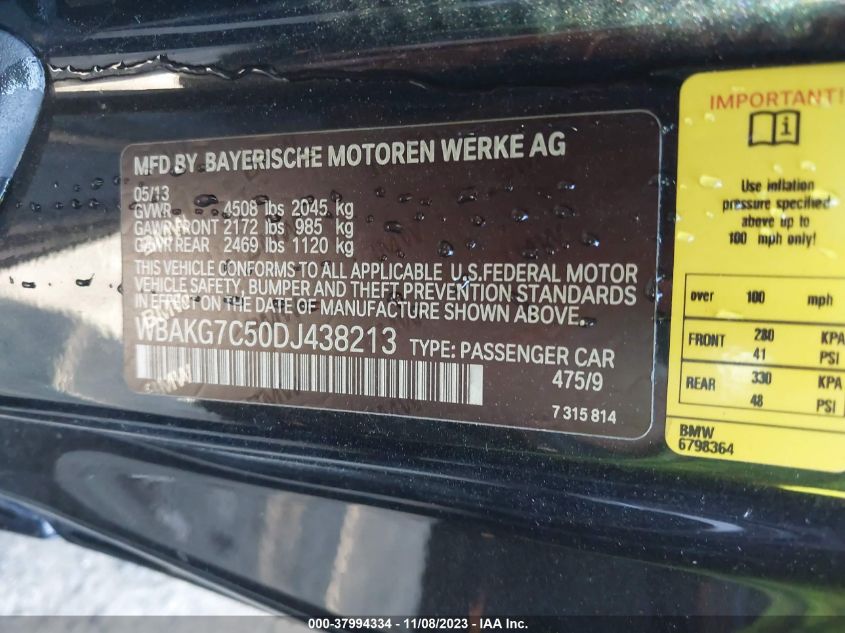 MFD BY BAYERISCHE MOTOREN WERKE AG
05/13
GVWR 4508 lbs 2045 kg
GAWR FRONT 2172 lbs 985 kg
GAWR REAR 2469 lbs 1120 kg
THIS VEHICLE CONFORMS TO ALL APPLICABLE U.S.FEDERAL MOTOR
VEHICLE SAFETY, BUMPER AND THEFT PREVENTION STANDARDS
IN EFFECT ON THE DATE OF MANUFACTURE SHOWN ABOVE.
WBAKG7C50DJ438213 TYPE: PASSENGER CAR
475/9
7 315 814
IMPORTANT!
Use inflation
pressure specified
above up to
100 mph only!
over 100 mph
FRONT 280 KPA
41 PSI
REAR 330 KPA
48 PSI
BMW
6798364
000-37994334 | 11/08/2023 - IAA Inc.